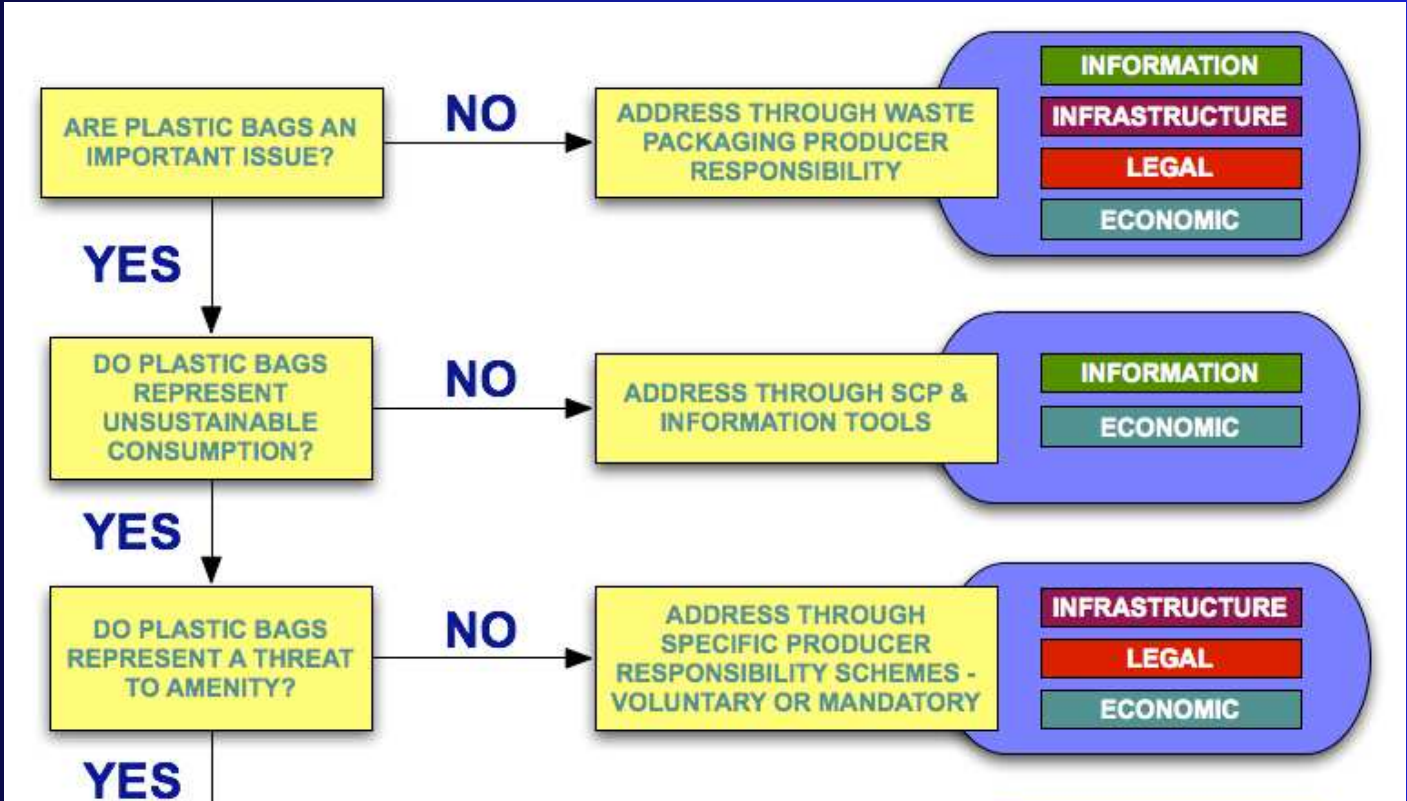 ARE PLASTIC BAGS AN
IMPORTANT ISSUE?
NO
ADDRESS THROUGH WASTE
PACKAGING PRODUCER
RESPONSIBILITY
INFORMATION
INFRASTRUCTURE
LEGAL
ECONOMIC
YES
DO PLASTIC BAGS
REPRESENT
UNSUSTAINABLE
CONSUMPTION?
NO
ADDRESS THROUGH SCP &
INFORMATION TOOLS
INFORMATION
ECONOMIC
YES
DO PLASTIC BAGS
REPRESENT A THREAT
TO AMENITY?
NO
ADDRESS THROUGH
SPECIFIC PRODUCER
RESPONSIBILITY SCHEMES -
VOLUNTARY OR MANDATORY
INFRASTRUCTURE
LEGAL
ECONOMIC
YES